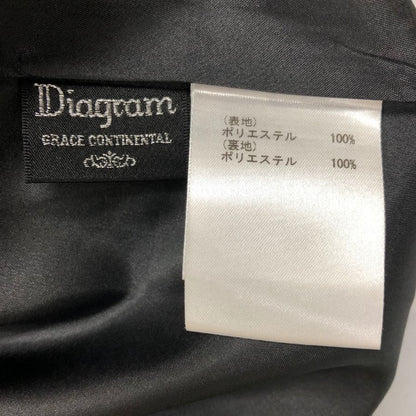 Diagram
GRACE CONTINENTAL
(表地)
ポリエステル 100%
(裏地)
ポリエステル 100%